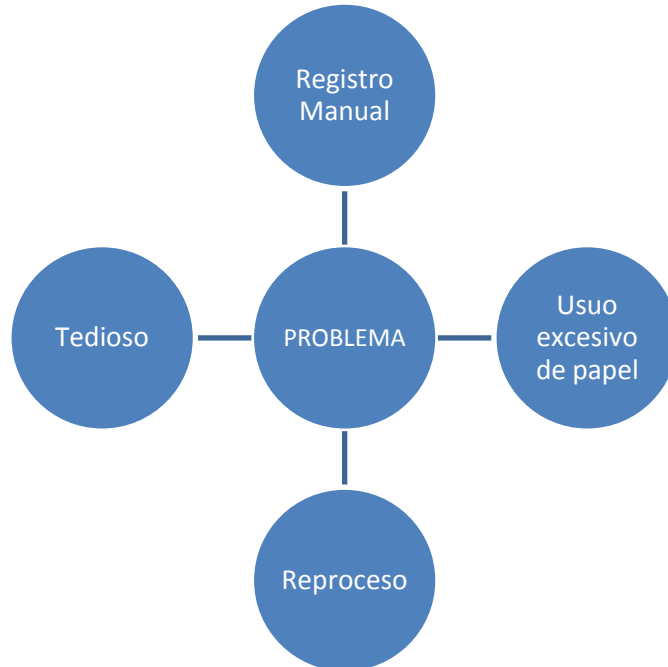 Registro
Manual
Tedioso
PROBLEMA
Usuo
excesivo
de papel
Reproceso